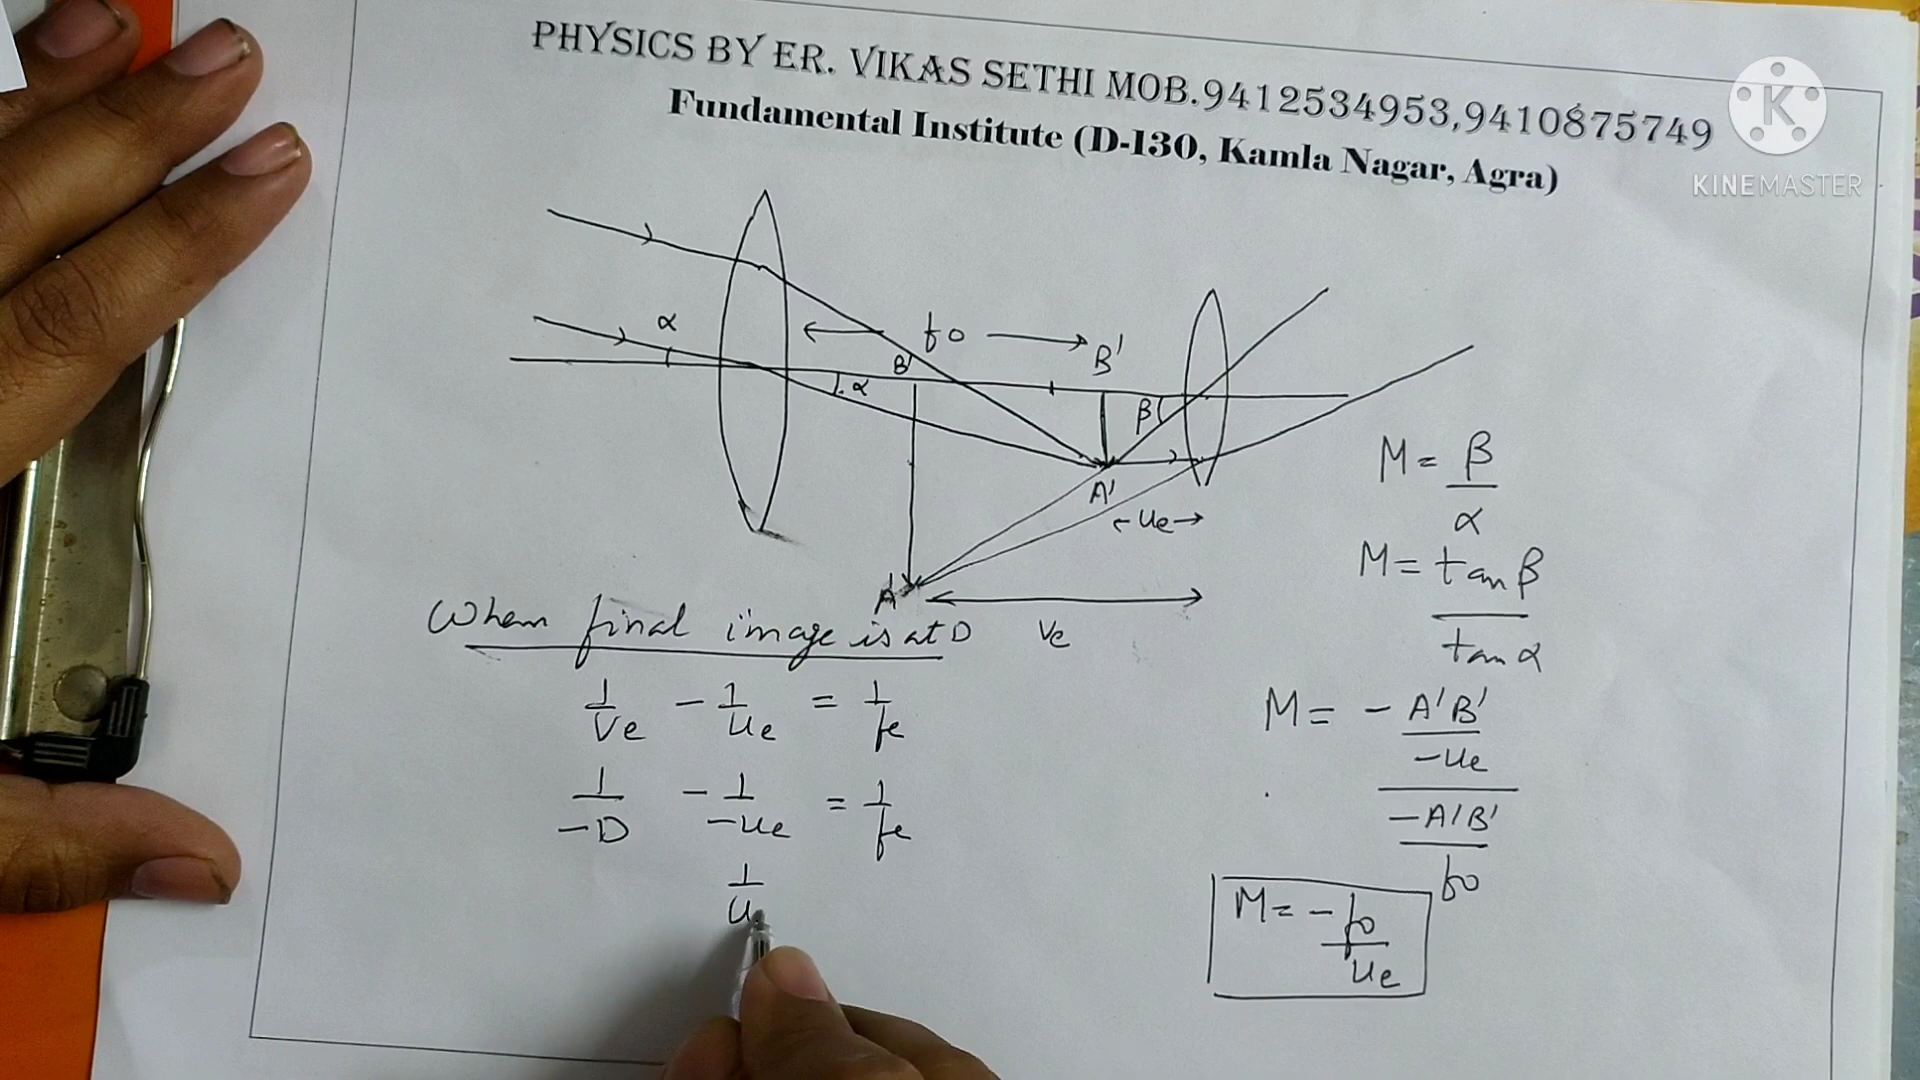 PHYSICS BY ER. VIKAS SETHI MOB.9412534953,9410875749
Fundamental Institute (D-130, Kamla Nagar, Agra)
K
KINEMASTER
α
fo
B'
B'
α
β
A'
ue
A'
ve
M = β/α
M = tan β / tan α
When final image is at D
1/ve - 1/ue = 1/fe
M = (-A'B'/-ue) / (-A'B'/fo)
1/-D - 1/-ue = 1/fe
1/u
M = - fo/ue